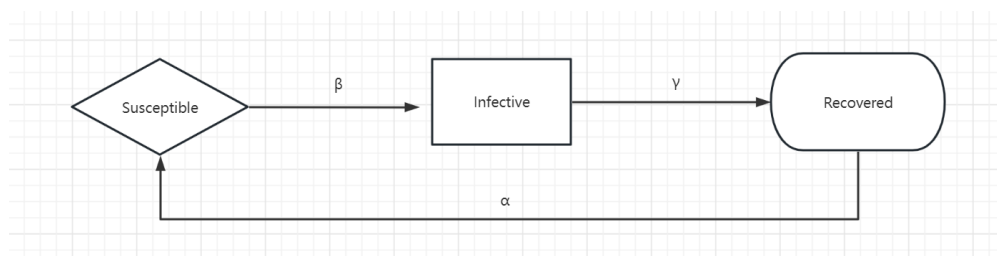 Susceptible
β
Infective
γ
Recovered
α